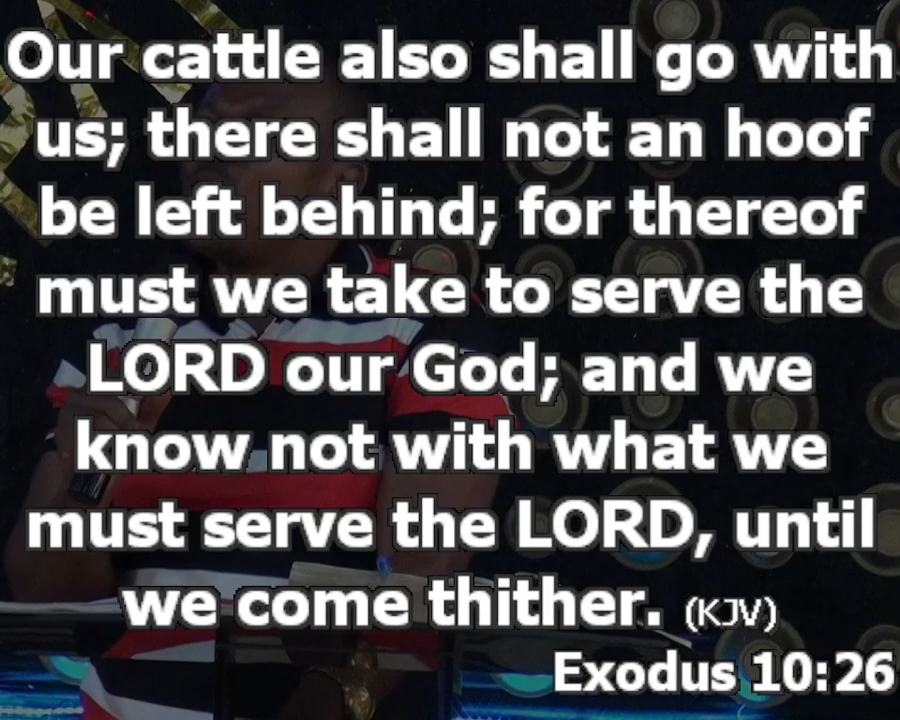 Our cattle also shall go with
us; there shall not an hoof
be left behind; for thereof
must we take to serve the
LORD our God; and we
know not with what we
must serve the LORD, until
we come thither. (KJV)
Exodus 10:26